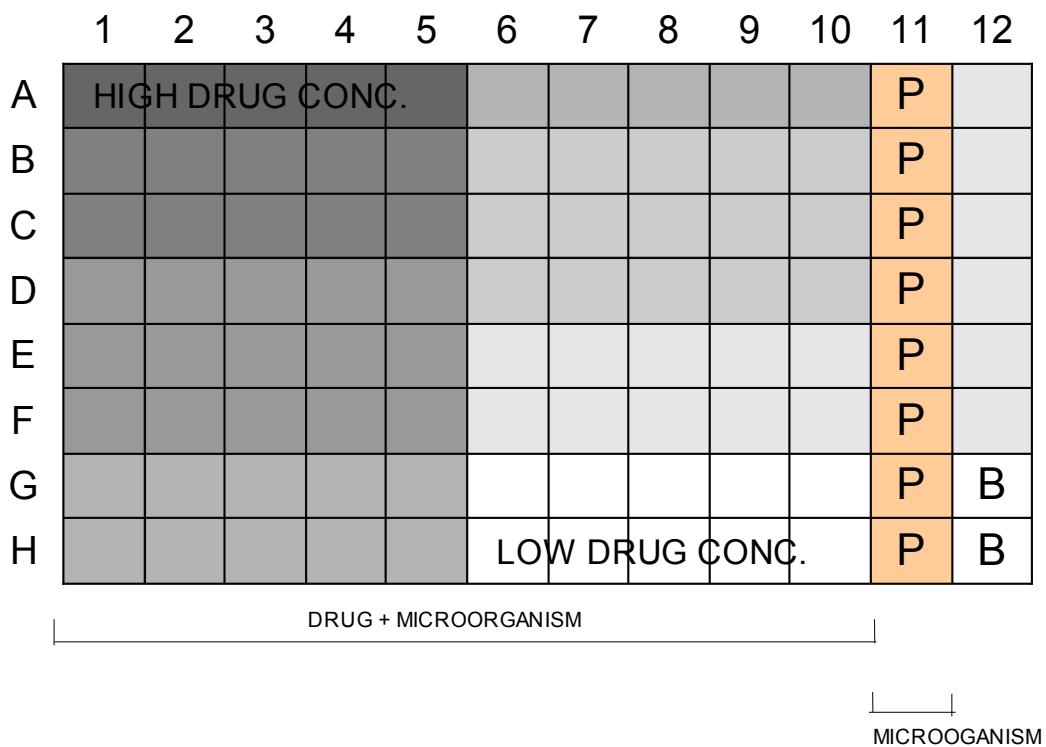 1 2 3 4 5 6 7 8 9 10 11 12
A HIGH DRUG CONC. P
B P
C P
D P
E P
F P
G P B
H LOW DRUG CONC. P B
DRUG + MICROORGANISM
MICROOGANISM